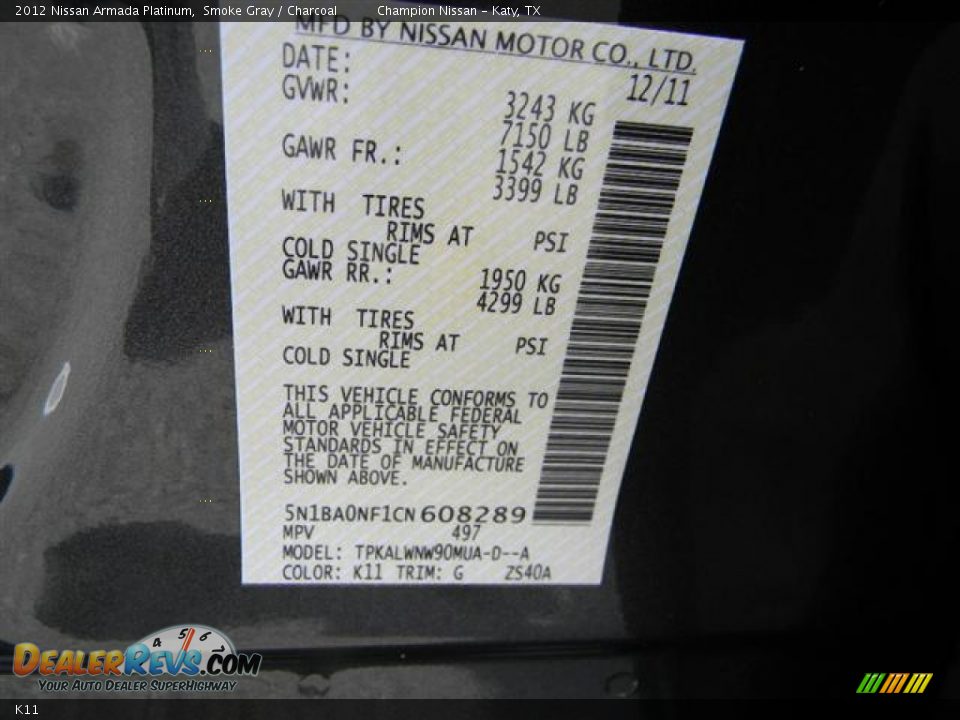 2012 Nissan Armada Platinum, Smoke Gray / Charcoal Champion Nissan - Katy, TX
MFD BY NISSAN MOTOR CO., LTD.
DATE: 12/11
GVWR: 3243 KG
7150 LB
GAWR FR.: 1542 KG
3399 LB
WITH TIRES
RIMS AT PSI
COLD SINGLE
GAWR RR.: 1950 KG
4299 LB
WITH TIRES
RIMS AT PSI
COLD SINGLE
THIS VEHICLE CONFORMS TO
ALL APPLICABLE FEDERAL
MOTOR VEHICLE SAFETY
STANDARDS IN EFFECT ON
THE DATE OF MANUFACTURE
SHOWN ABOVE.
5N1BA0NF1CN608289
MPV 497
MODEL: TPKALWNW90MUA-D--A
COLOR: K11 TRIM: G ZS40A
4 5 6
DEALERREVS.COM
YOUR AUTO DEALER SUPERHIGHWAY
K11